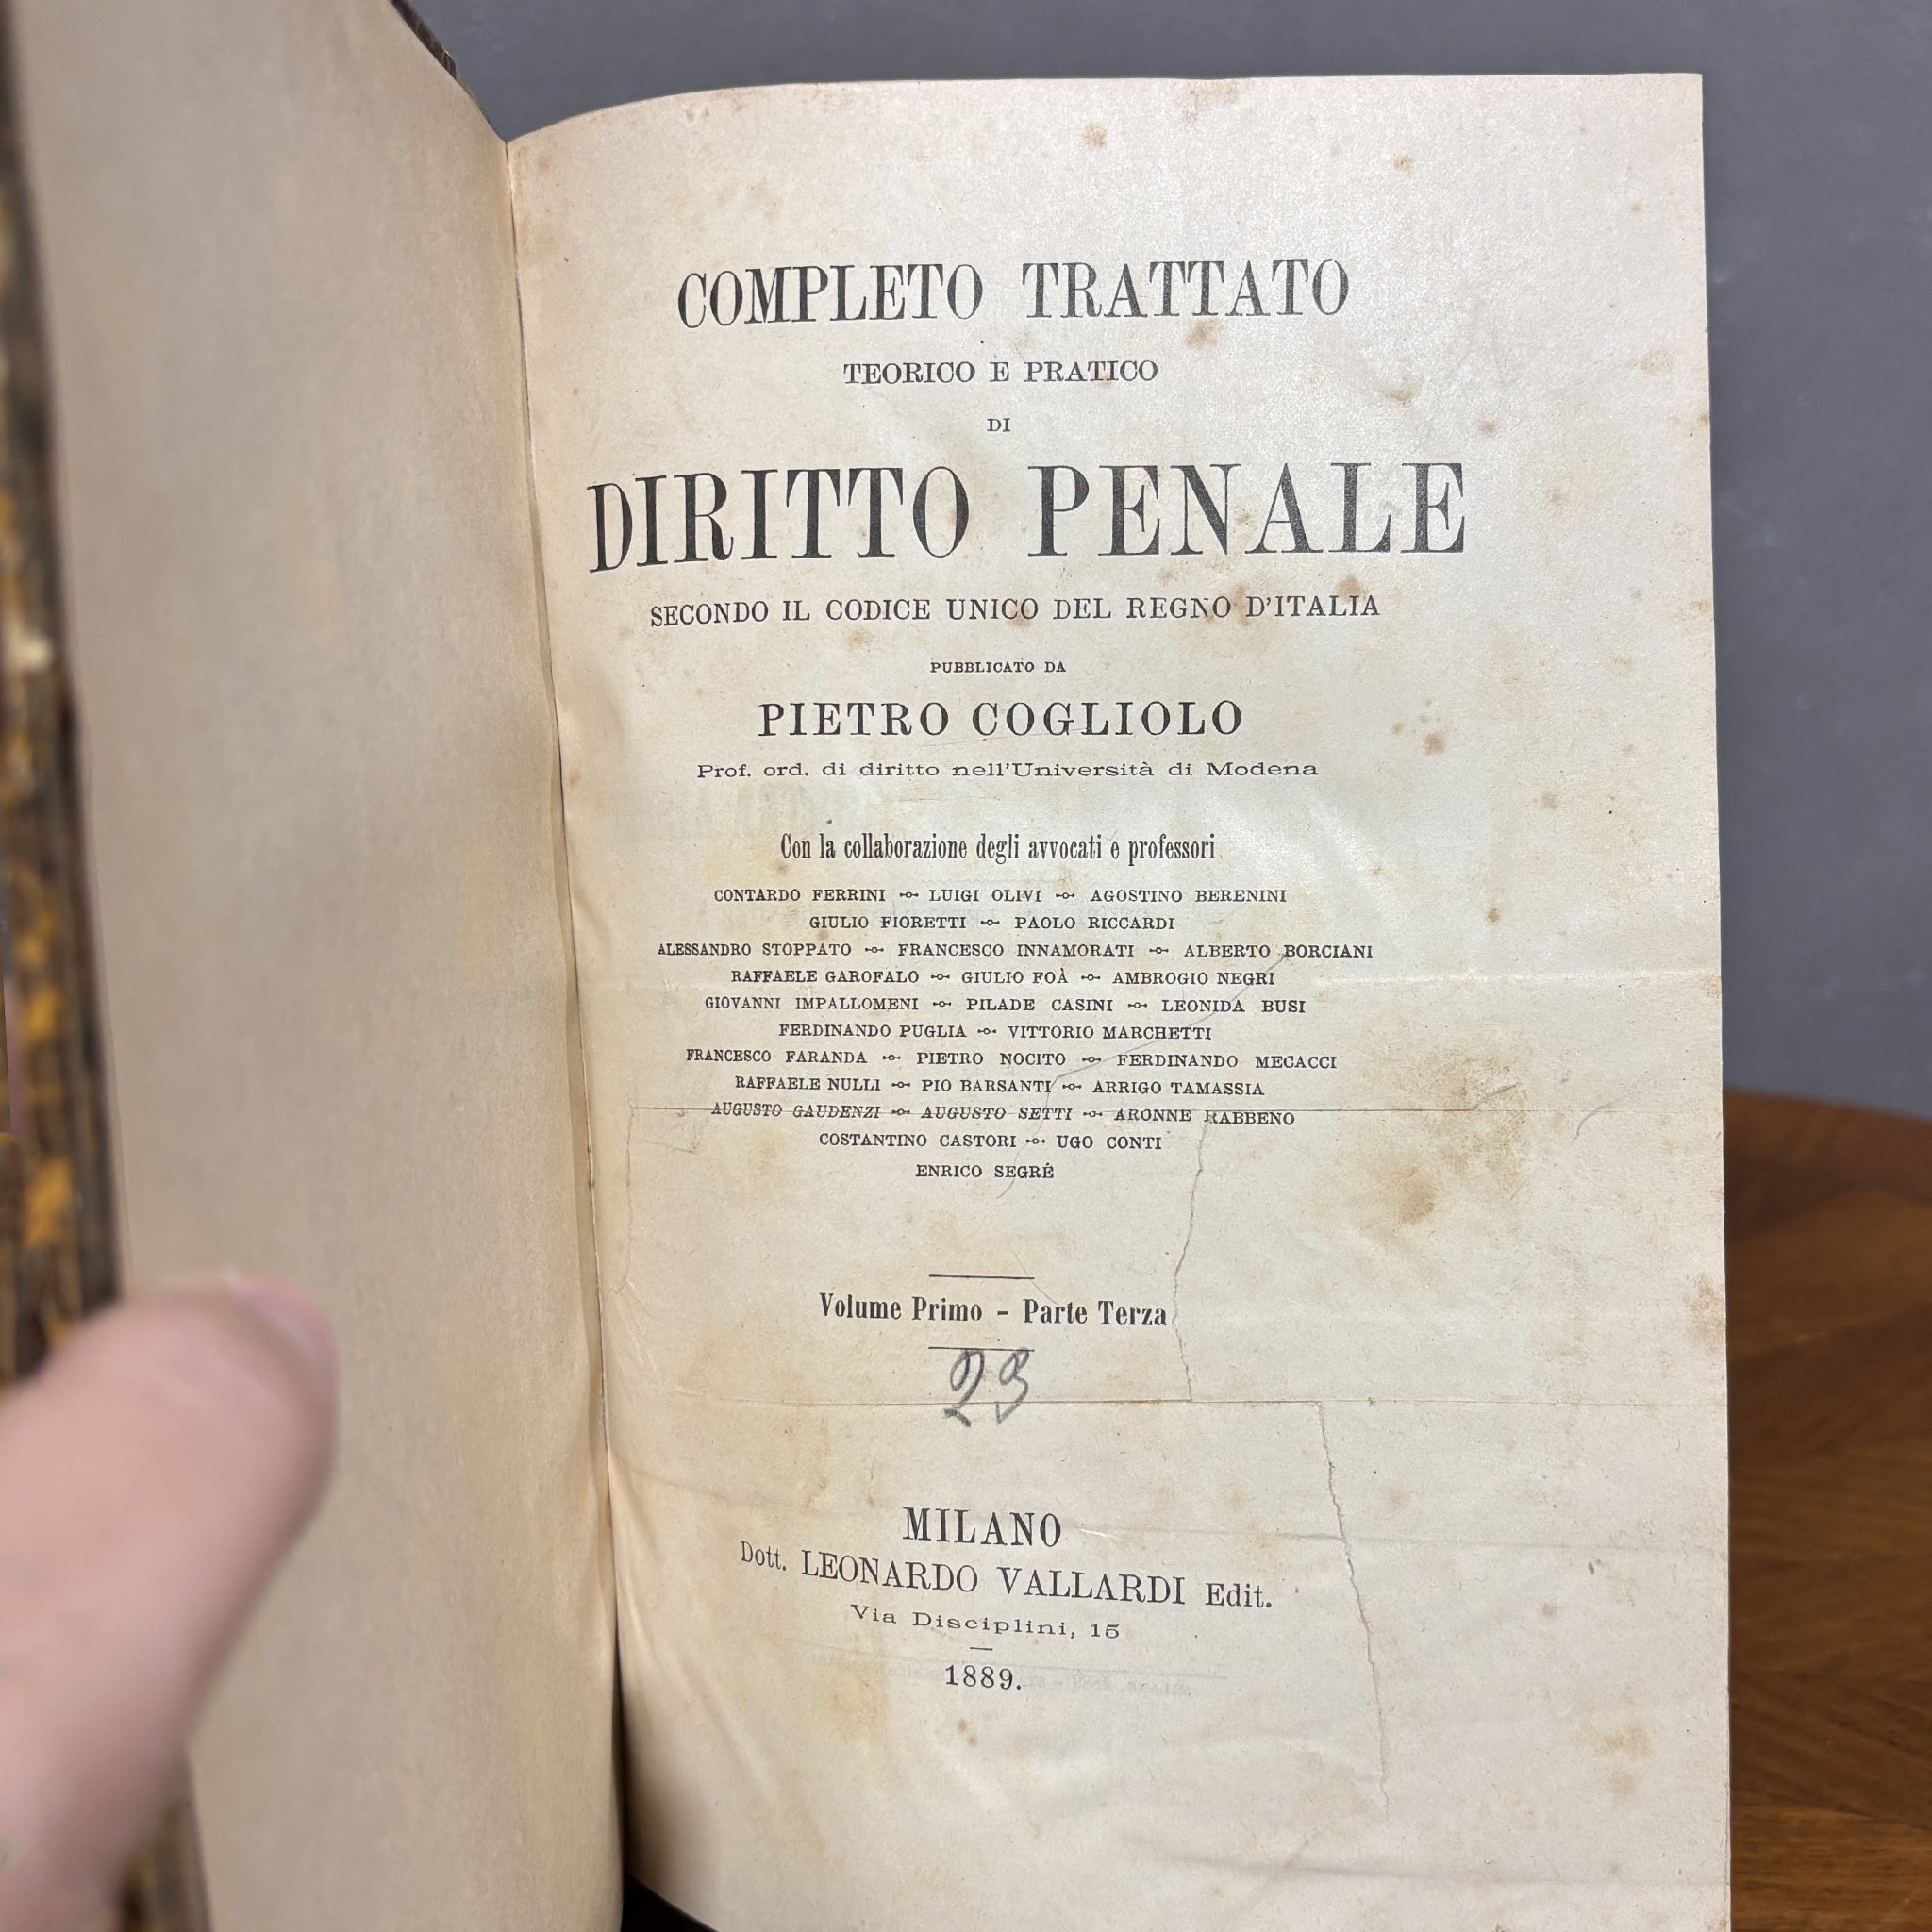 COMPLETO TRATTATO
TEORICO E PRATICO
DI
DIRITTO PENALE
SECONDO IL CODICE UNICO DEL REGNO D'ITALIA
PUBBLICATO DA
PIETRO COGLIOLO
Prof. ord. di diritto nell'Università di Modena
Con la collaborazione degli avvocati e professori
CONTARDO FERRINI LUIGI OLIVI AGOSTINO BERENINI
GIULIO FIORETTI PAOLO RICCARDI
ALESSANDRO STOPPATO FRANCESCO INNAMORATI ALBERTO BORCIANI
RAFFAELE GAROFALO GIULIO FOÀ AMBROGIO NEGRI
GIOVANNI IMPALLOMENI PILADE CASINI LEONIDA BUSI
FERDINANDO PUGLIA VITTORIO MARCHETTI
FRANCESCO FARANDA PIETRO NOCITO FERDINANDO MECACCI
RAFFAELE NULLI PIO BARSANTI ARRIGO TAMASSIA
AUGUSTO GAUDENZI AUGUSTO SETTI ARONNE RABBENO
COSTANTINO CASTORI UGO CONTI
ENRICO SEGRÉ
Volume Primo - Parte Terza
23
MILANO
Dott. LEONARDO VALLARDI Edit.
Via Disciplini, 15
1889.